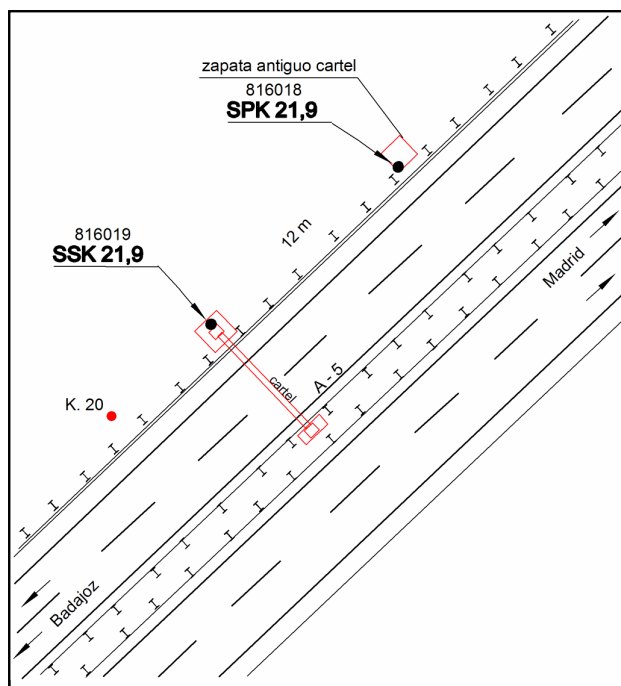 zapata antiguo cartel
816018
SPK 21,9
12 m
816019
SSK 21,9
Madrid
cartel
A - 5
K. 20
Badajoz